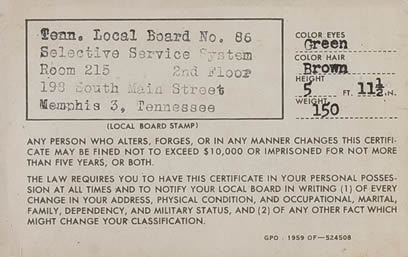 Tenn. Local Board No. 86
Selective Service System
Room 215 2nd Floor
198 South Main Street
Memphis 3, Tennessee
(LOCAL BOARD STAMP)
COLOR EYES
Green
COLOR HAIR
Brown
HEIGHT
5 FT. 11½ IN.
WEIGHT
150
ANY PERSON WHO ALTERS, FORGES, OR IN ANY MANNER CHANGES THIS CERTIFI-
CATE MAY BE FINED NOT TO EXCEED $10,000 OR IMPRISONED FOR NOT MORE
THAN FIVE YEARS, OR BOTH.
THE LAW REQUIRES YOU TO HAVE THIS CERTIFICATE IN YOUR PERSONAL POSSES-
SION AT ALL TIMES AND TO NOTIFY YOUR LOCAL BOARD IN WRITING (1) OF EVERY
CHANGE IN YOUR ADDRESS, PHYSICAL CONDITION, AND OCCUPATIONAL, MARITAL,
FAMILY, DEPENDENCY, AND MILITARY STATUS, AND (2) OF ANY OTHER FACT WHICH
MIGHT CHANGE YOUR CLASSIFICATION.
GPO : 1959 OF—524508